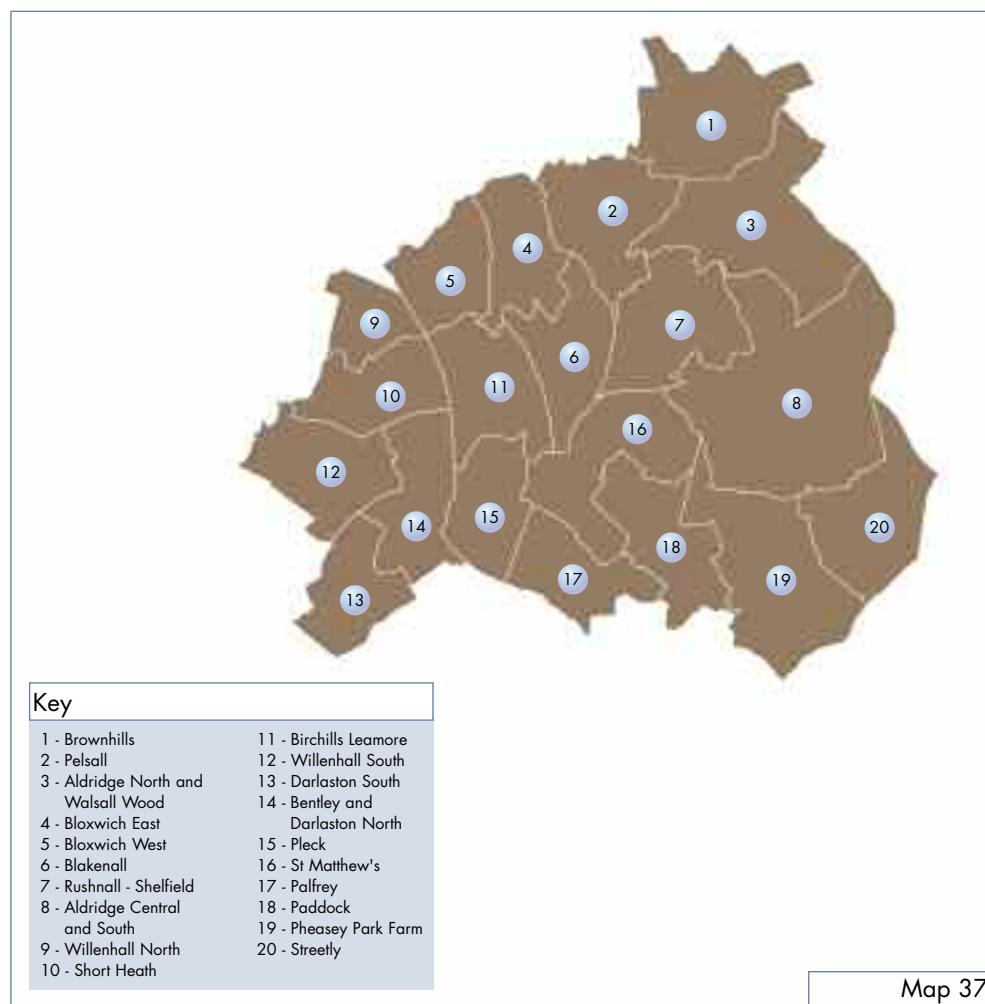 1
2
3
4
5
9
7
6
11
10
8
16
12
15
14
20
18
17
19
13
Key
1 - Brownhills
2 - Pelsall
3 - Aldridge North and
Walsall Wood
4 - Bloxwich East
5 - Bloxwich West
6 - Blakenall
7 - Rushnall - Shelfield
8 - Aldridge Central
and South
9 - Willenhall North
10 - Short Heath
11 - Birchills Leamore
12 - Willenhall South
13 - Darlaston South
14 - Bentley and
Darlaston North
15 - Pleck
16 - St Matthew's
17 - Palfrey
18 - Paddock
19 - Pheasey Park Farm
20 - Streetly
Map 37